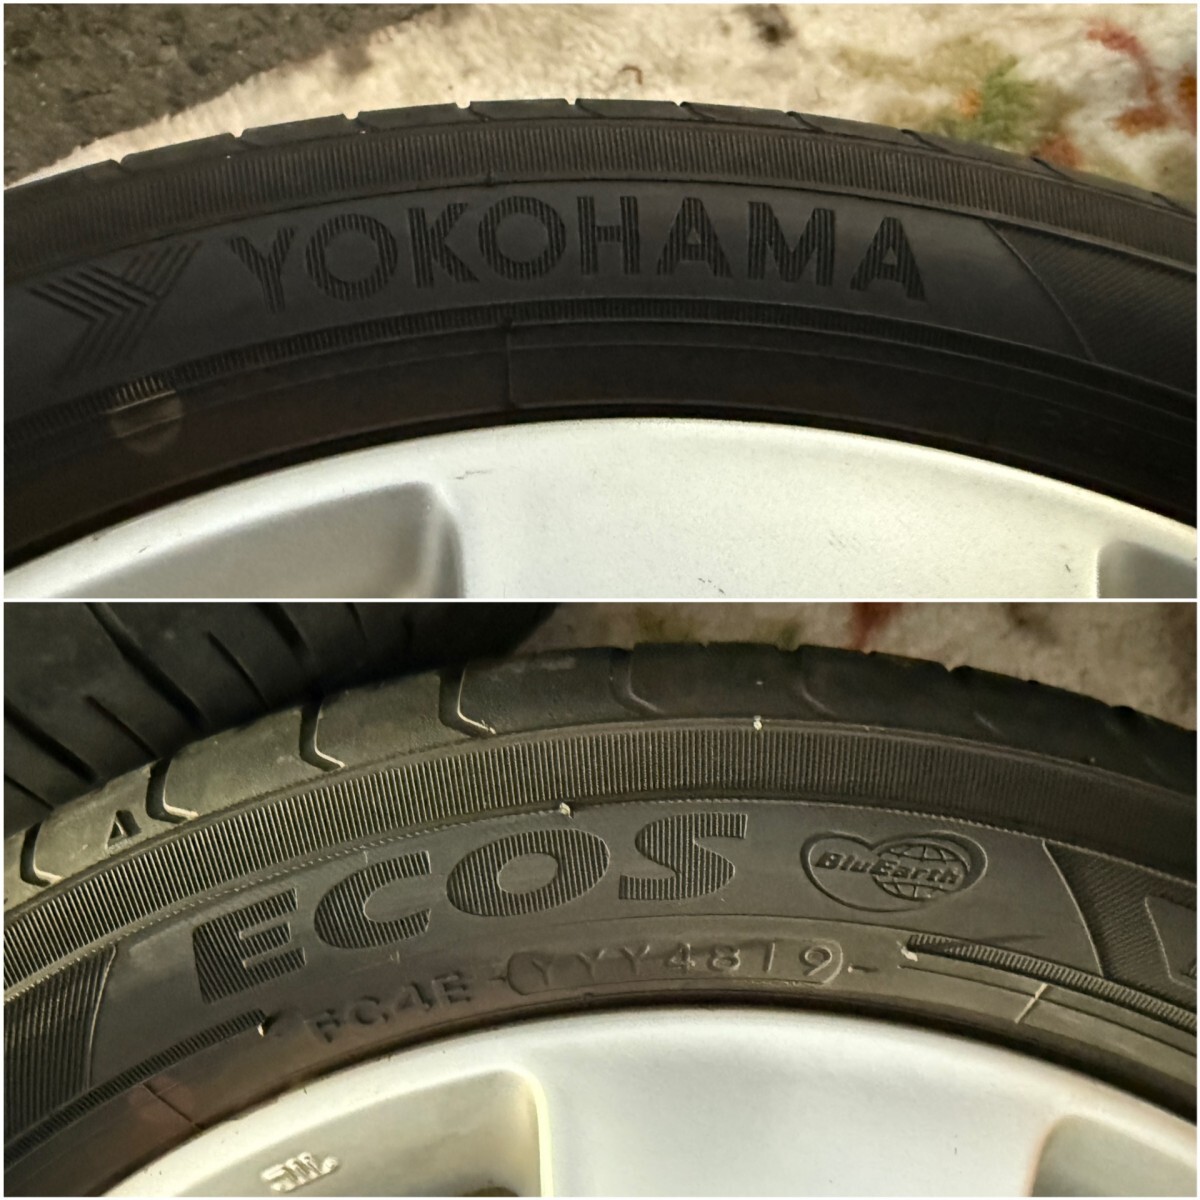 YOKOHAMA
ECOS
BluEarth
FC4E YYY4819